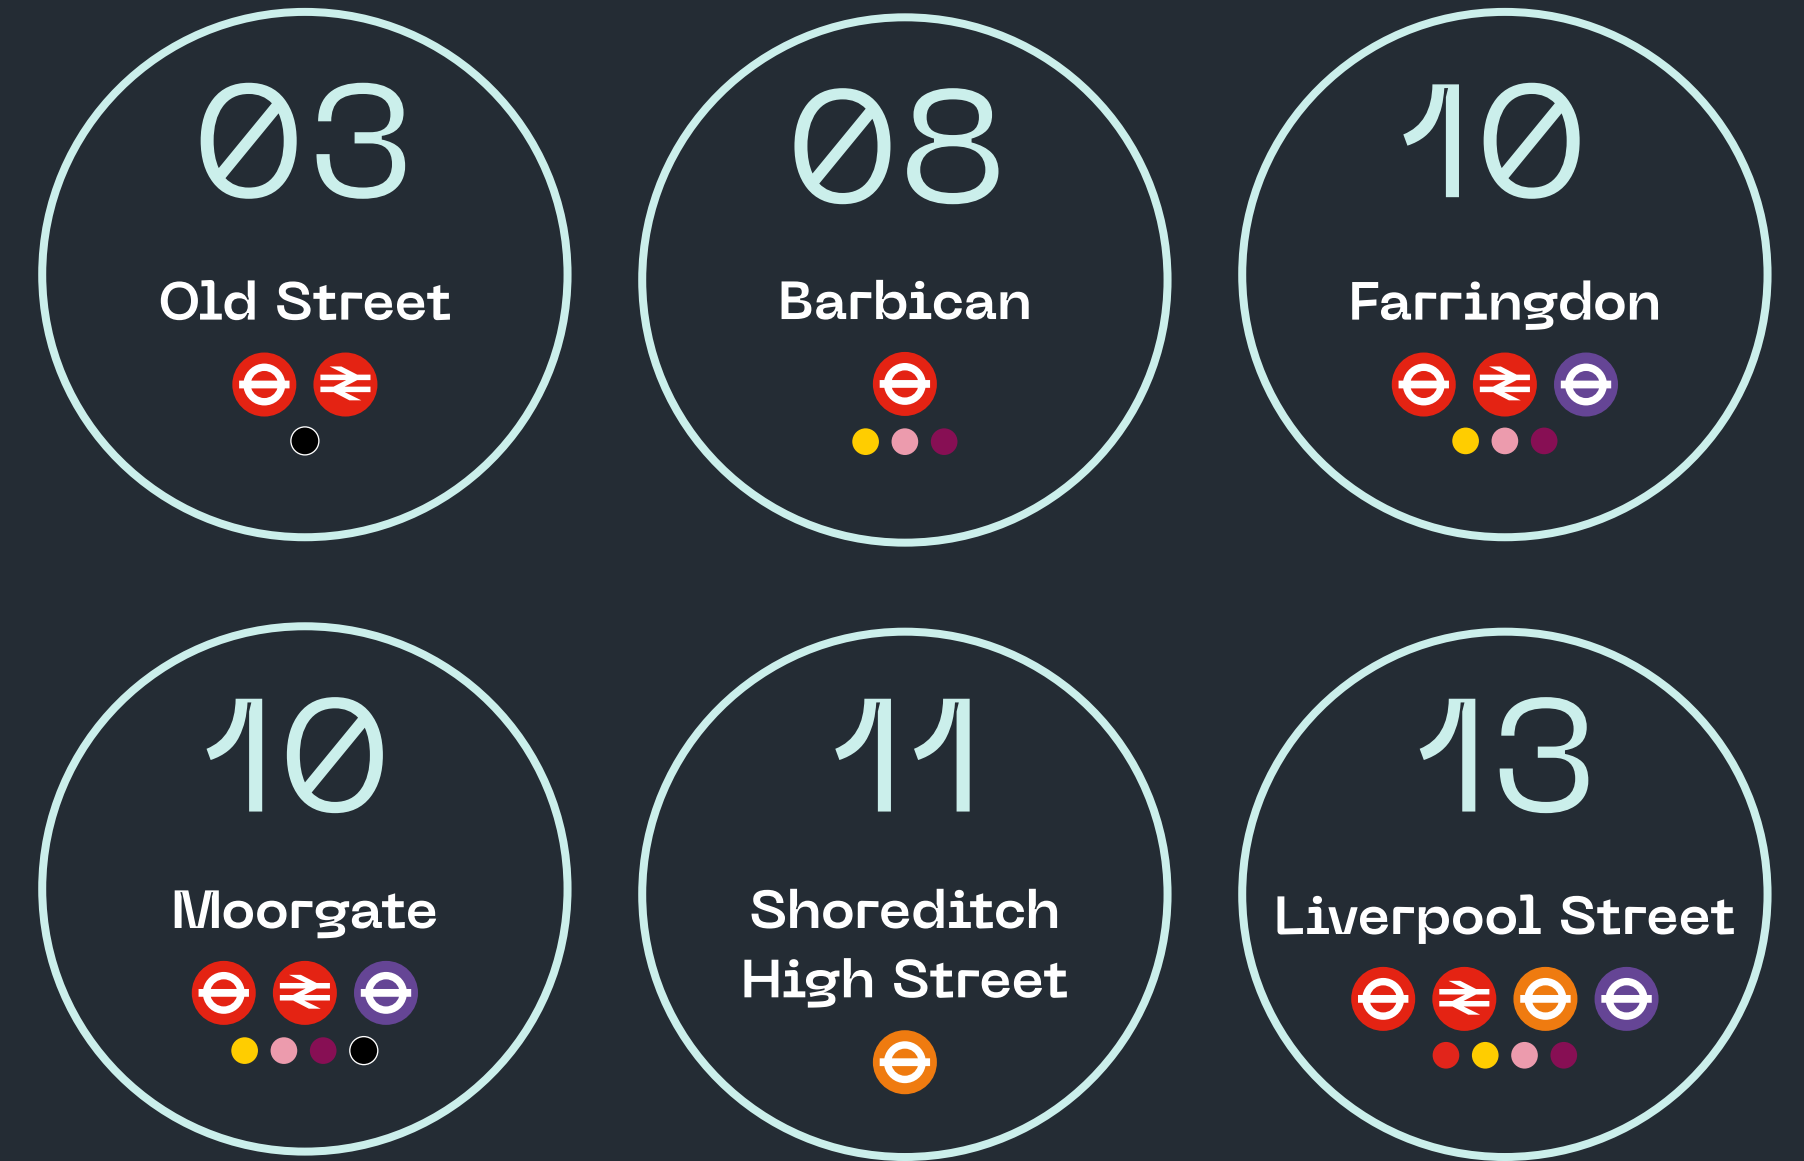 03
Old Street
08
Barbican
10
Farringdon
10
Moorgate
11
Shoreditch
High Street
13
Liverpool Street